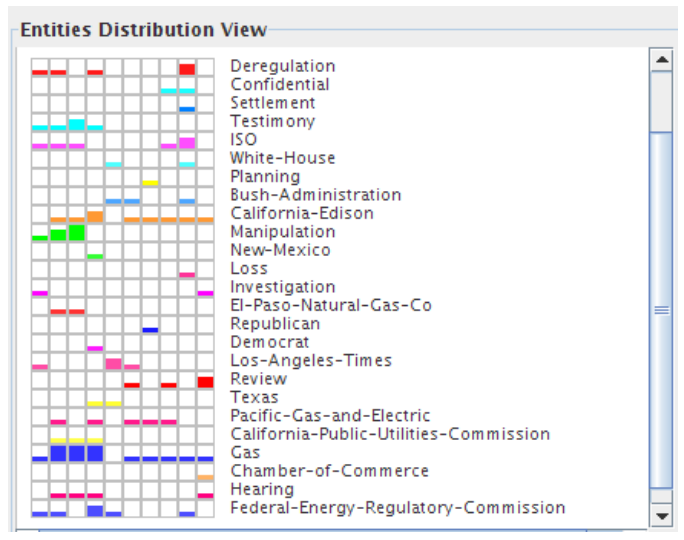 Entities Distribution View
Deregulation
Confidential
Settlement
Testimony
ISO
White-House
Planning
Bush-Administration
California-Edison
Manipulation
New-Mexico
Loss
Investigation
El-Paso-Natural-Gas-Co
Republican
Democrat
Los-Angeles-Times
Review
Texas
Pacific-Gas-and-Electric
California-Public-Utilities-Commission
Gas
Chamber-of-Commerce
Hearing
Federal-Energy-Regulatory-Commission